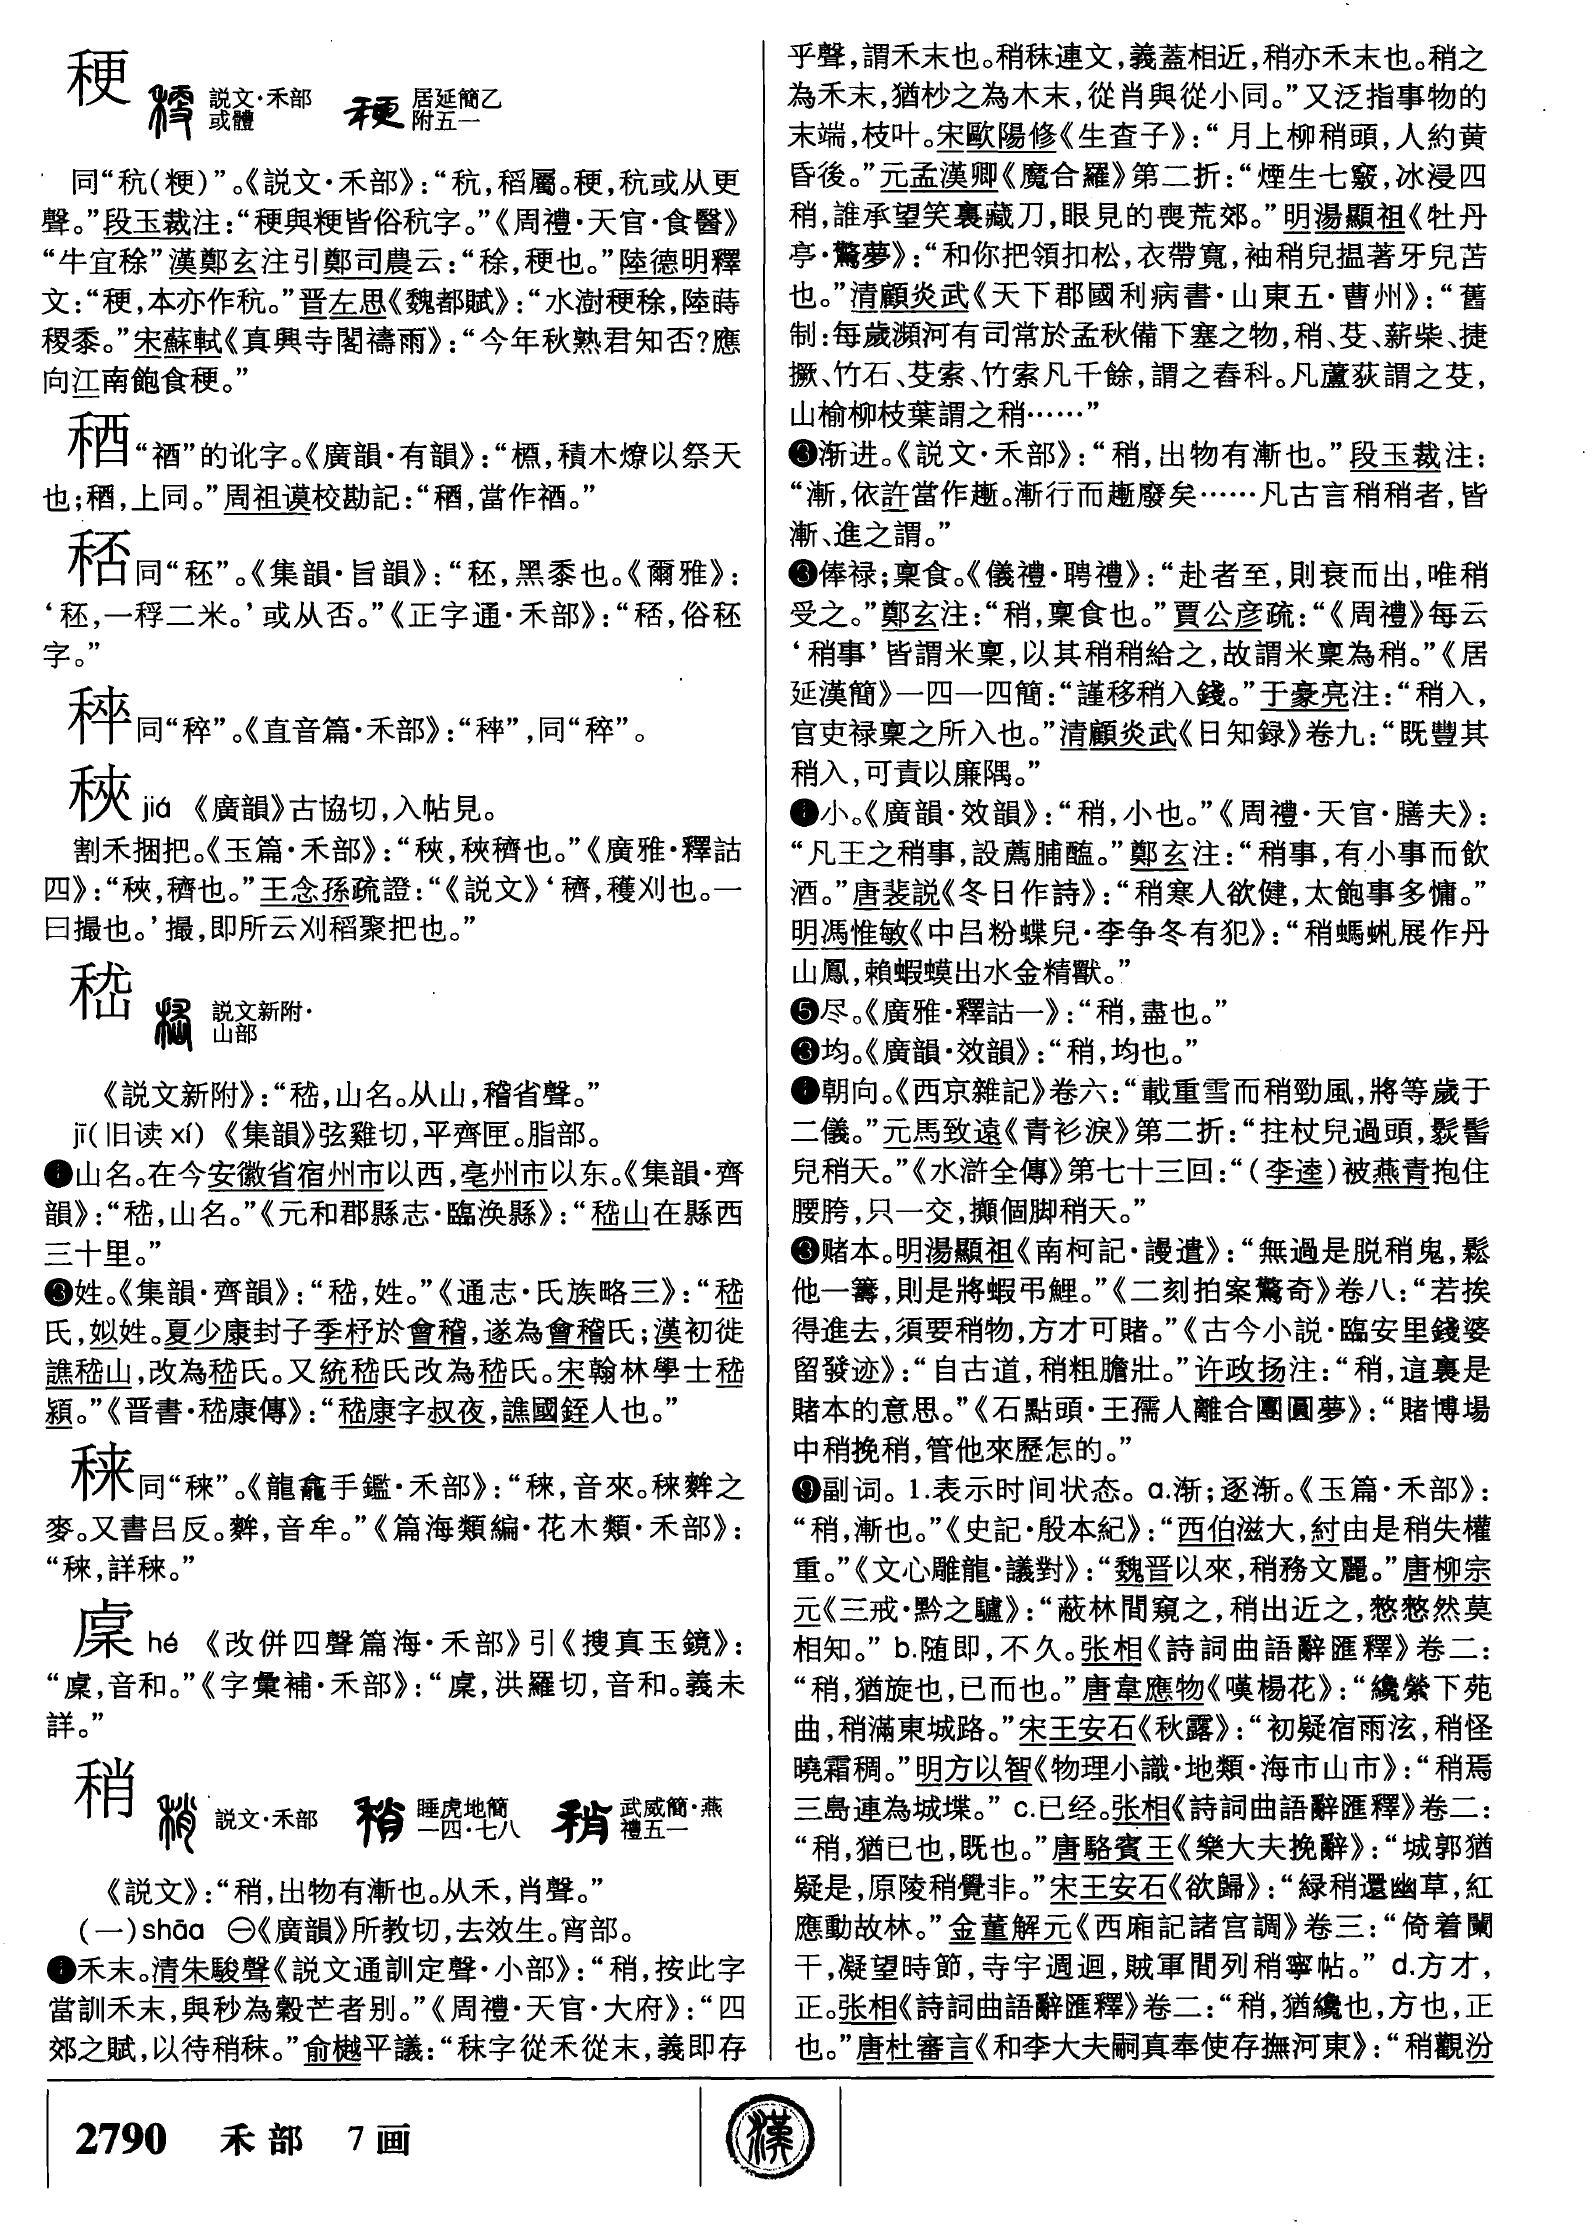 稉
説文·禾部
或體
居延簡乙
附五一
同“秔(粳)”。《説文·禾部》：“秔，稻屬。稉，秔或从更
聲。”段玉裁注：“稉與粳皆俗秔字。”《周禮·天官·食醫》
“牛宜稌”漢鄭玄注引鄭司農云：“稌，稉也。”陸德明釋
文：“稉，本亦作秔。”晋左思《魏都賦》：“水澍稉稌，陸蒔
稷黍。”宋蘇軾《真興寺閣禱雨》：“今年秋熟君知否？應
向江南飽食稉。”
䅆“𥙫”的讹字。《廣韻·有韻》：“槱，積木燎以祭天
也；䅆，上同。”周祖谟校勘記：“䅆，當作𥙫。”
䅏同“秠”。《集韻·旨韻》：“秠，黑黍也。《爾雅》：
‘秠，一稃二米。’或从否。”《正字通·禾部》：“䅏，俗秠
字。”
同“稡”。《直音篇·禾部》：“，同“稡”。
䅟 jiá 《廣韻》古協切，入帖見。
割禾捆把。《玉篇·禾部》：“稧，穧也。”《廣雅·釋詁
四》：“，穧也。”王念孫疏證：“《説文》‘穧，穫刈也。一
曰撮也。’撮，即所云刈稻聚把也。”
嵇
説文新附·
山部
《説文新附》：“嵇，山名。从山，稽省聲。”
jī(旧读 xí) 《集韻》弦雞切，平齊匣。脂部。
❶山名。在今安徽省宿州市以西，亳州市以东。《集韻·齊
韻》：“嵇，山名。”《元和郡縣志·臨涣縣》：“嵇山在縣西
三十里。”
❷姓。《集韻·齊韻》：“嵇，姓。”《通志·氏族略三》：“嵇
氏，姒姓。夏少康封子季杼於會稽，遂為會稽氏；漢初徙
譙嵇山，改為嵇氏。又統嵇氏改為嵇氏。宋翰林學士嵇
潁。”《晋書·嵇康傳》：“嵇康字叔夜，譙國銍人也。”
䅘同“秾”。《龍龕手鑑·禾部》：“秾，音來。麰之
麥。又書吕反。麰，音牟。”《篇海類編·花木類·禾部》：
hé 《改併四聲篇海·禾部》引《搜真玉鏡》：
“，音和。”《字彙補·禾部》：“，洪羅切，音和。義未
詳。”
稍
説文·禾部
睡虎地簡
一四·七八
武威簡·燕
禮五一
《説文》：“稍，出物有漸也。从禾，肖聲。”
(一)shāo ㊀《廣韻》所教切，去效生。宵部。
❶禾末。清朱駿聲《説文通訓定聲·小部》：“稍，按此字
當訓禾末，與秒為穀芒者别。”《周禮·天官·大府》：“四
郊之賦，以待稍秣。”俞樾平議：“秣字從禾從末，義即存
乎聲，謂禾末也。稍秣連文，義蓋相近，稍亦禾末也。稍之
為禾末，猶杪之為木末，從肖與從小同。”又泛指事物的
末端，枝叶。宋歐陽修《生查子》：“月上柳稍頭，人約黄
昏後。”元孟漢卿《魔合羅》第二折：“煙生七竅，冰浸四
稍，誰承望笑裏藏刀，眼見的喪荒郊。”明湯顯祖《牡丹
亭·驚夢》：“和你把領扣松，衣帶寬，袖稍兒揾著牙兒苫
也。”清顧炎武《天下郡國利病書·山東五·曹州》：“舊
制：每歲瀕河有司常於孟秋備下塞之物，稍、芟、薪柴、揵
撅、竹石、芟索、竹索凡千餘，謂之春科。凡蘆荻謂之芟，
山榆柳枝葉謂之稍……”
❷渐进。《説文·禾部》：“稍，出物有漸也。”段玉裁注：
“漸，依許當作趰。漸行而趰廢矣……凡古言稍稍者，皆
漸、進之謂。”
❸俸禄；稟食。《儀禮·聘禮》：“赴者至，則衰而出，唯稍
受之。”鄭玄注：“稍，稟食也。”賈公彦疏：“《周禮》每云
‘稍事’皆謂米稟，以其稍稍給之，故謂米稟為稍。”《居
延漢簡》一四一四簡：“謹移稍入錢。”于豪亮注：“稍入，
官吏禄稟之所入也。”清顧炎武《日知録》卷九：“既豐其
稍入，可責以廉隅。”
❹小。《廣韻·效韻》：“稍，小也。”《周禮·天官·膳夫》：
“凡王之稍事，設薦脯醢。”鄭玄注：“稍事，有小事而飲
酒。”唐裴説《冬日作詩》：“稍寒人欲健，太飽事多慵。”
明馮惟敏《中吕粉蝶兒·李争冬有犯》：“稍螞虬展作丹
山鳳，賴蝦蟆出水金精獸。”
❺尽。《廣雅·釋詁一》：“稍，盡也。”
❻均。《廣韻·效韻》：“稍，均也。”
❼朝向。《西京雜記》卷六：“載重雪而稍勁風，將等歲于
二儀。”元馬致遠《青衫淚》第二折：“拄杖兒過頭，鬏髻
兒稍天。”《水滸全傳》第七十三回：“(李逵)被燕青抱住
腰胯，只一交，攧個脚稍天。”
❽赌本。明湯顯祖《南柯記·謾遣》：“無過是脱稍鬼，鬆
他一籌，則是將蝦弔鯉。”《二刻拍案驚奇》卷八：“若挨
得進去，須要稍物，方才可賭。”《古今小説·臨安里錢婆
留發迹》：“自古道，稍粗膽壯。”许政扬注：“稍，這裏是
賭本的意思。”《石點頭·王孺人離合團圓夢》：“賭博場
中稍挽稍，管他來歷怎的。”
❾副词。1.表示时间状态。a.渐；逐渐。《玉篇·禾部》：
“稍，漸也。”《史記·殷本紀》：“西伯滋大，紂由是稍失權
重。”《文心雕龍·議對》：“魏晋以來，稍務文麗。”唐柳宗
元《三戒·黔之驢》：“蔽林間窺之，稍出近之，憖憖然莫
相知。”b.随即，不久。张相《詩詞曲語辭匯釋》卷二：
“稍，猶旋也，已而也。”唐韋應物《嘆楊花》：“纔縈下苑
曲，稍滿東城路。”宋王安石《秋露》：“初疑宿雨泫，稍怪
曉霜稠。”明方以智《物理小識·地類·海市山市》：“稍焉
三島連為城堞。”c.已经。张相《詩詞曲語辭匯釋》卷二：
“稍，猶已也，既也。”唐駱賓王《樂大夫挽辭》：“城郭猶
疑是，原陵稍覺非。”宋王安石《欲歸》：“緑稍還幽草，紅
應動故林。”金董解元《西廂記諸宫調》卷三：“倚着闌
干，凝望時節，寺宇週迴，賊軍間列稍寧帖。”d.方才，
正。张相《詩詞曲語辭匯釋》卷二：“稍，猶纔也，方也，正
也。”唐杜審言《和李大夫嗣真奉使存撫河東》：“稍觀汾
2790 禾部 7画
漢